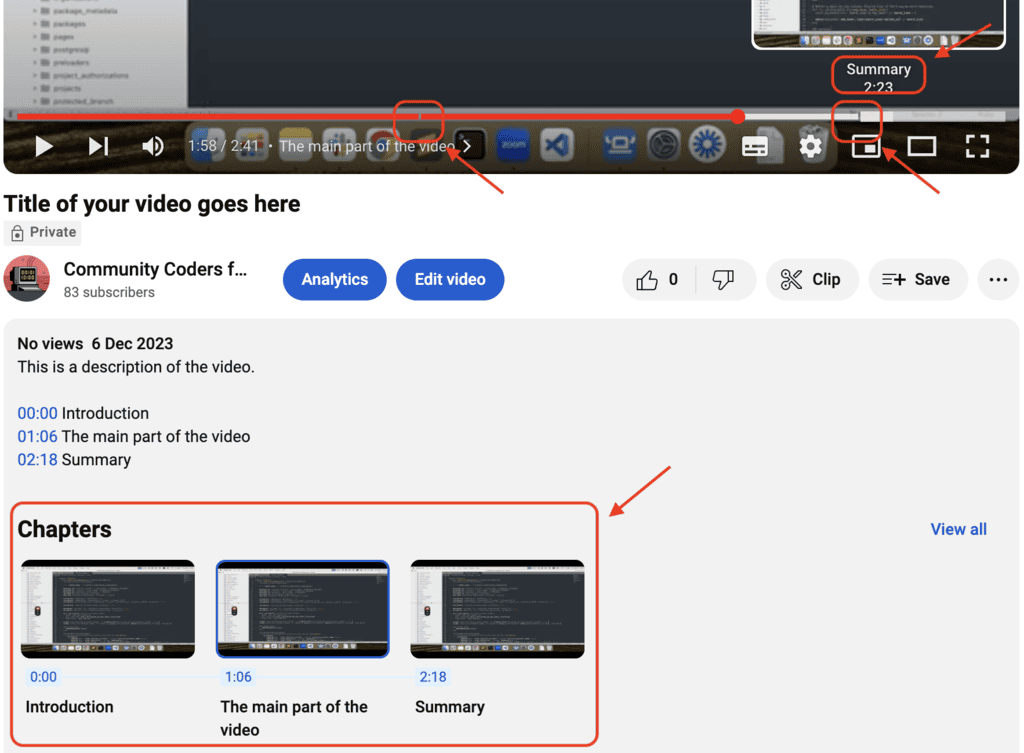 package_metadata
packages
pages
postgresql
preloaders
project_authorizations
projects
protected_branch
Summary
2:23
1:58 / 2:41 • The main part of the video
zoom
Title of your video goes here
Private
Community Coders f...
83 subscribers
Analytics
Edit video
0
Clip
Save
No views 6 Dec 2023
This is a description of the video.
00:00 Introduction
01:06 The main part of the video
02:18 Summary
Chapters
View all
0:00
Introduction
1:06
The main part of the
video
2:18
Summary